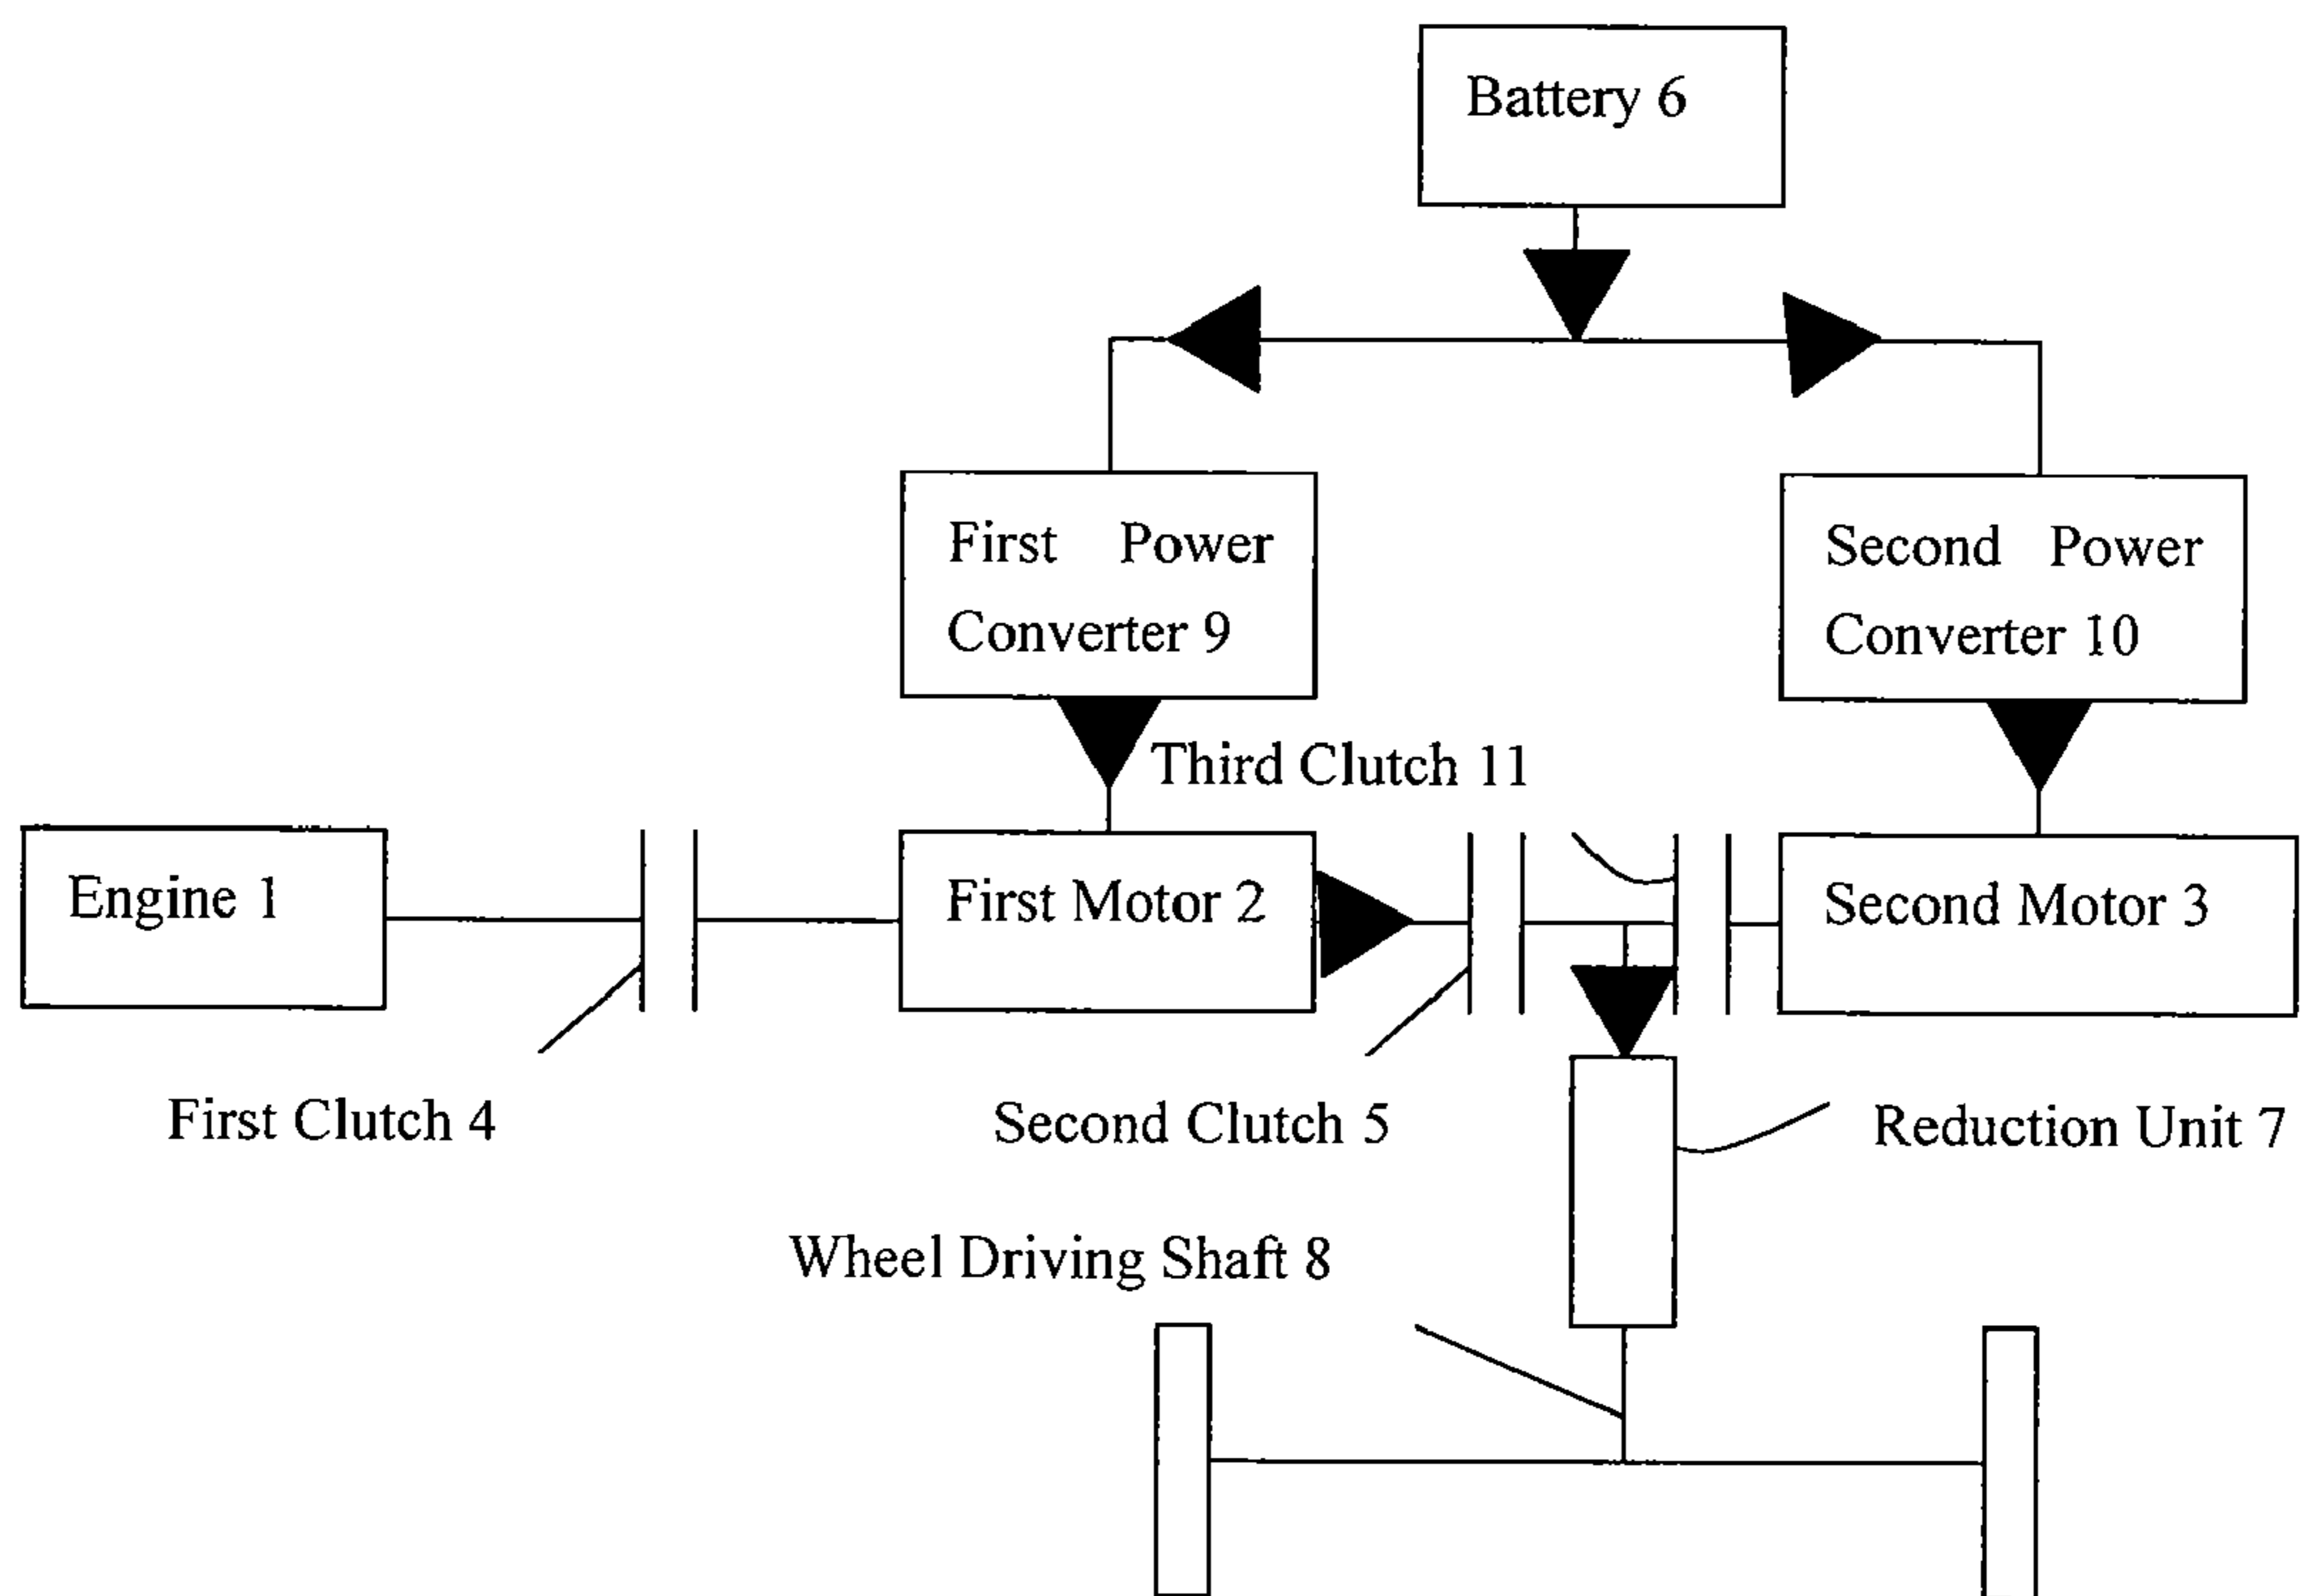 Battery 6
First Power
Converter 9
Second Power
Converter 10
Third Clutch 11
Engine 1
First Motor 2
Second Motor 3
First Clutch 4
Second Clutch 5
Reduction Unit 7
Wheel Driving Shaft 8